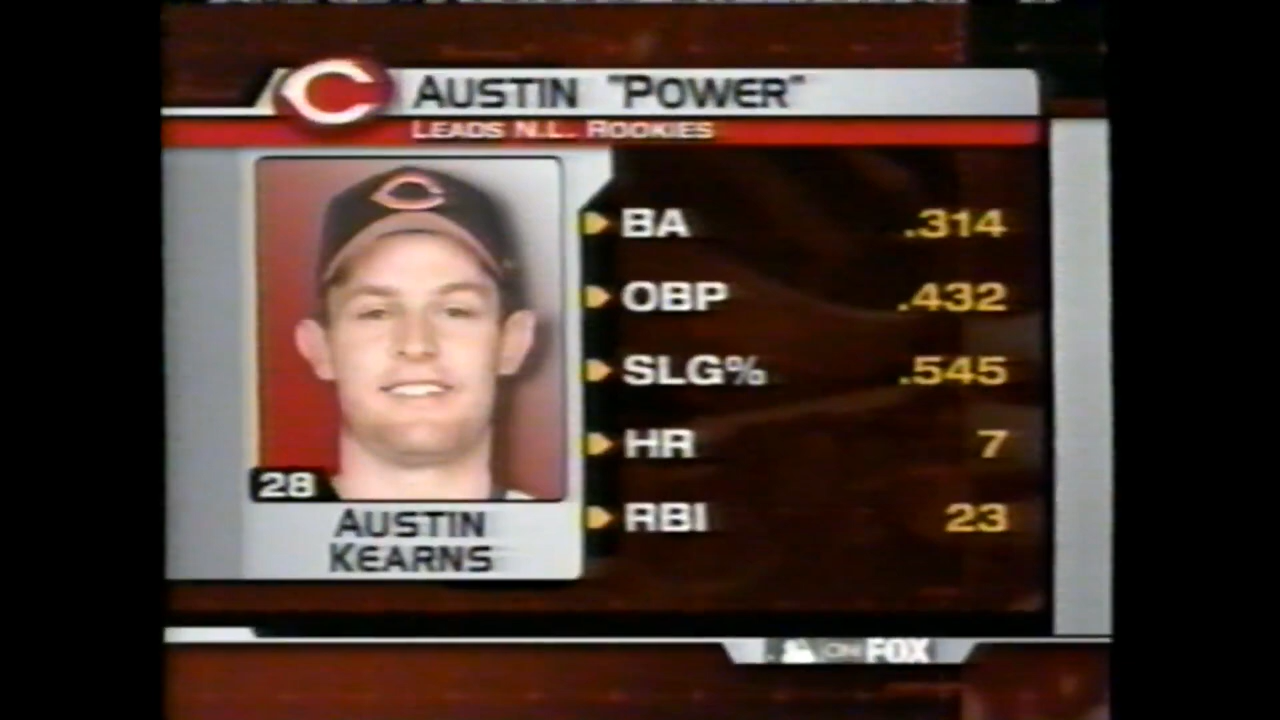 C AUSTIN "POWER"
LEADS N.L. ROOKIES
C
BA .314
OBP .432
SLG% .545
HR 7
RBI 23
28
AUSTIN
KEARNS
ON FOX